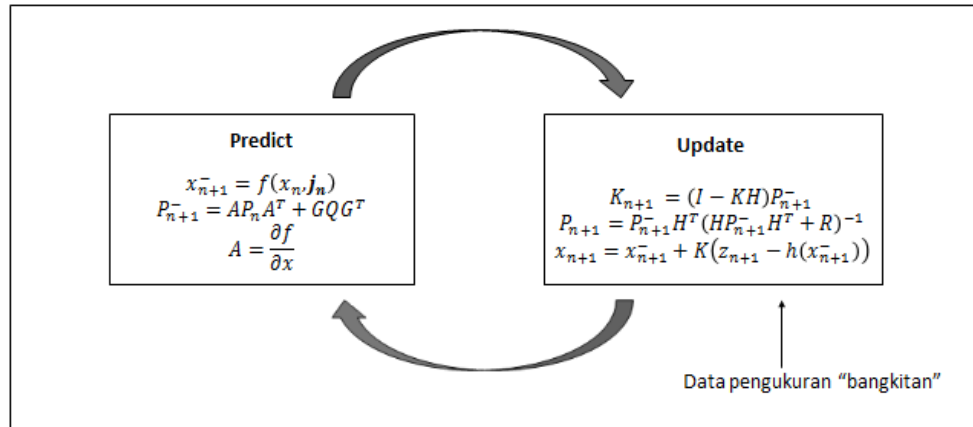 Predict
x⁻ₙ₊₁ = f(xₙ, jₙ)
P⁻ₙ₊₁ = APₙAᵀ + GQGᵀ
A = ∂f/∂x
Update
Kₙ₊₁ = (I − KH)P⁻ₙ₊₁
Pₙ₊₁ = P⁻ₙ₊₁Hᵀ(HP⁻ₙ₊₁Hᵀ + R)⁻¹
xₙ₊₁ = x⁻ₙ₊₁ + K(zₙ₊₁ − h(x⁻ₙ₊₁))
Data pengukuran “bangkitan”